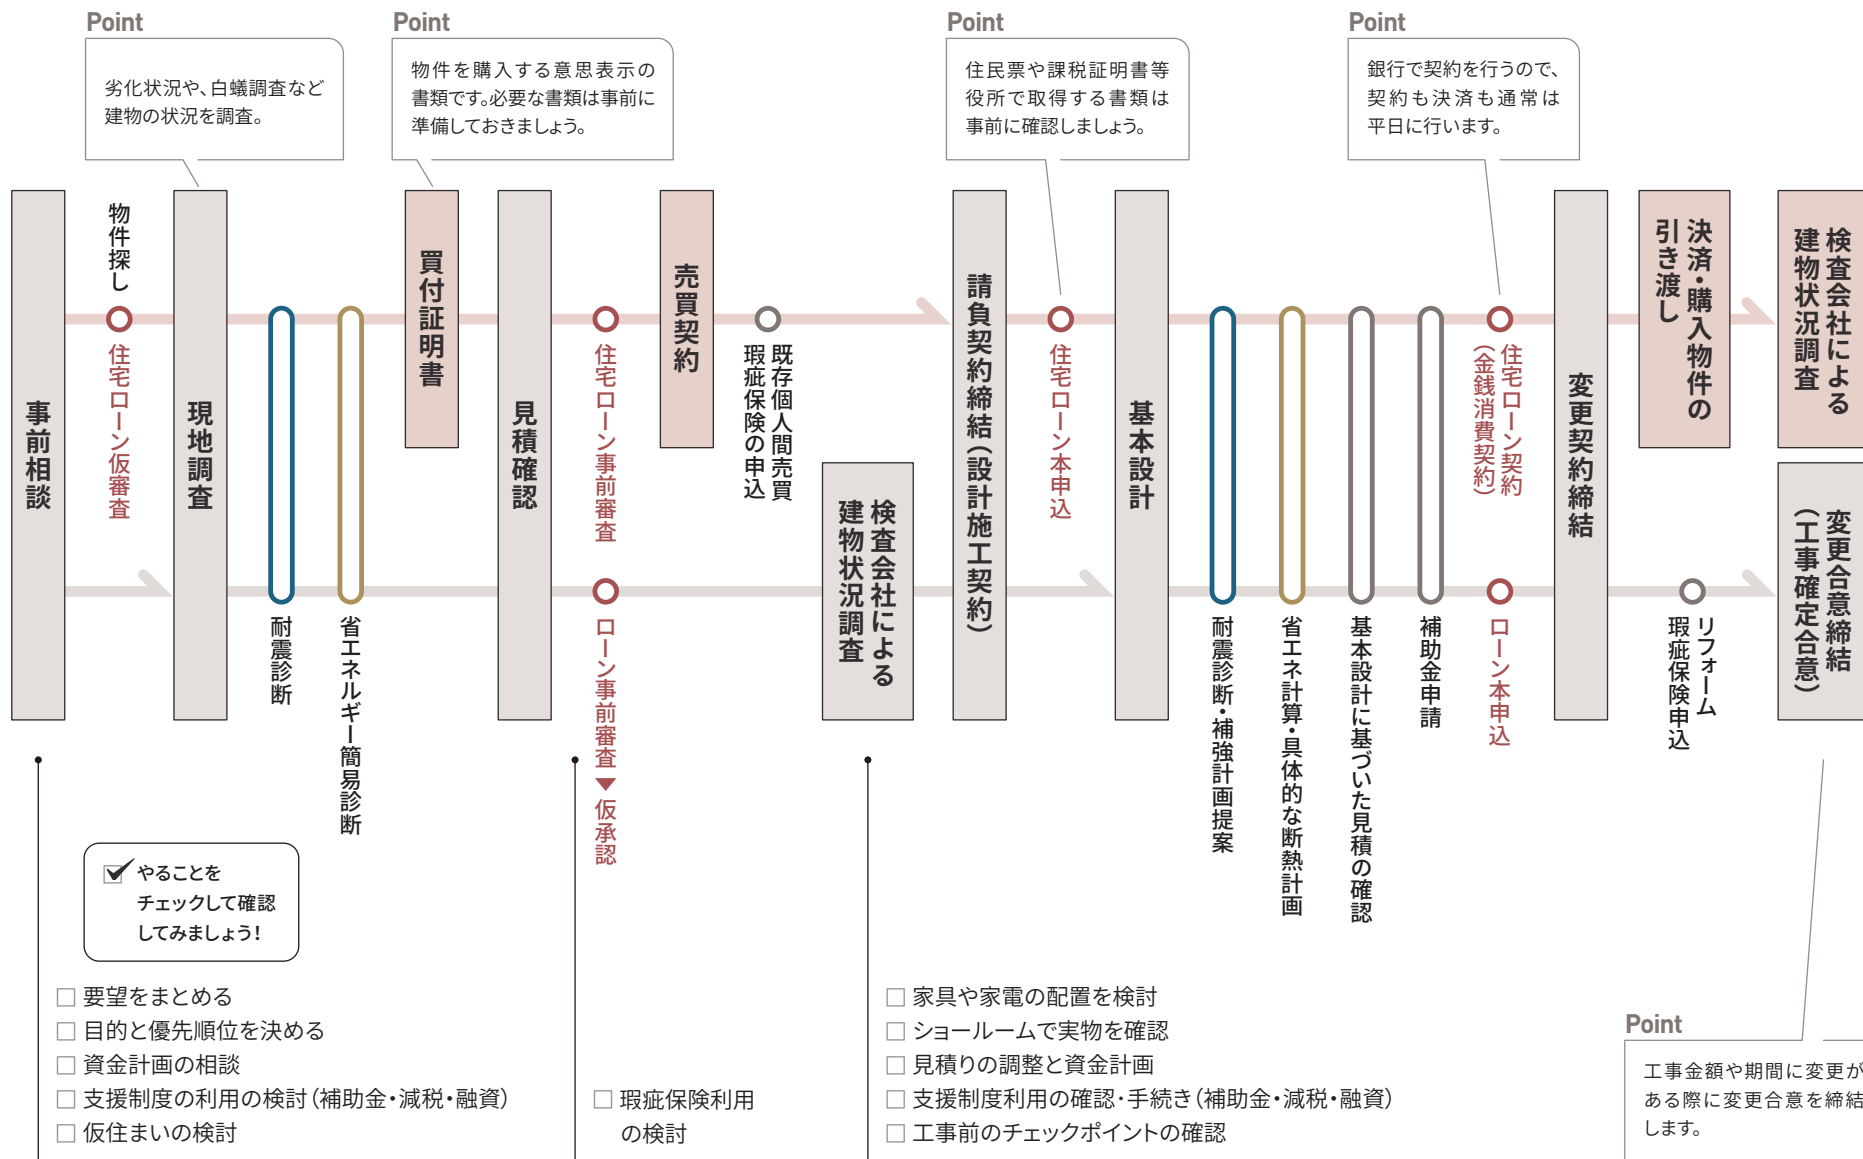 Point
劣化状況や、白蟻調査など
建物の状況を調査。
Point
物件を購入する意思表示の
書類です。必要な書類は事前に
準備しておきましょう。
Point
住民票や課税証明書等
役所で取得する書類は
事前に確認しましょう。
Point
銀行で契約を行うので、
契約も決済も通常は
平日に行います。
事前相談
物件探し
住宅ローン仮審査
現地調査
耐震診断
省エネルギー簡易診断
買付証明書
見積確認
住宅ローン事前審査
ローン事前審査▼仮承認
売買契約
既存個人間売買
瑕疵保険の申込
検査会社による
建物状況調査
請負契約締結(設計施工契約)
住宅ローン本申込
基本設計
耐震診断・補強計画提案
省エネ計算・具体的な断熱計画
基本設計に基づいた見積の確認
補助金申請
住宅ローン契約
(金銭消費契約)
ローン本申込
変更契約締結
決済・購入物件の
引き渡し
リフォーム
瑕疵保険申込
検査会社による
建物状況調査
変更合意締結
(工事確定合意)
やることを
チェックして確認
してみましょう!
□ 要望をまとめる
□ 目的と優先順位を決める
□ 資金計画の相談
□ 支援制度の利用の検討(補助金・減税・融資)
□ 仮住まいの検討
□ 瑕疵保険利用
の検討
□ 家具や家電の配置を検討
□ ショールームで実物を確認
□ 見積りの調整と資金計画
□ 支援制度利用の確認・手続き(補助金・減税・融資)
□ 工事前のチェックポイントの確認
Point
工事金額や期間に変更が
ある際に変更合意を締結
します。